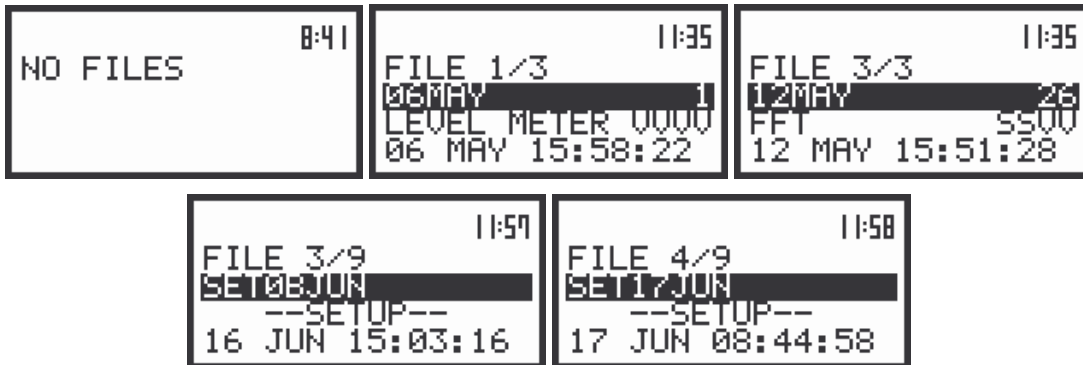 8:41
NO FILES
11:35
FILE 1/3
06MAY 1
LEVEL METER VVVV
06 MAY 15:58:22
11:35
FILE 3/3
12MAY 26
FFT SSVV
12 MAY 15:51:28
11:57
FILE 3/9
SET08JUN
--SETUP--
16 JUN 15:03:16
11:58
FILE 4/9
SET17JUN
--SETUP--
17 JUN 08:44:58